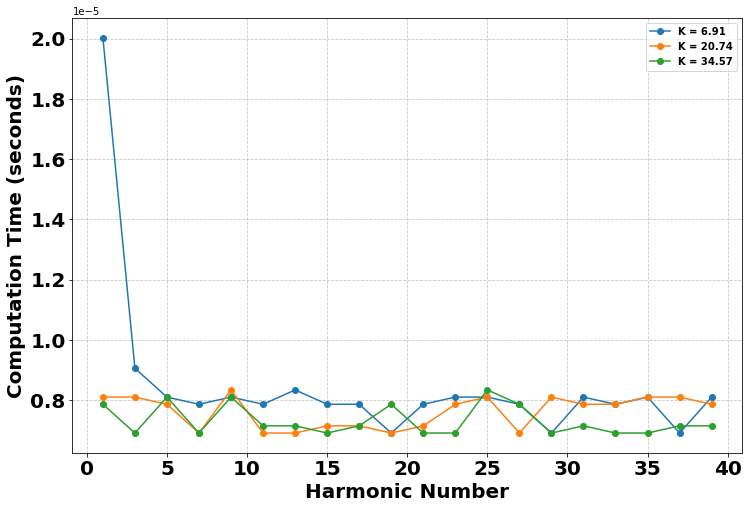 1e−5
K = 6.91
K = 20.74
K = 34.57
2.0
1.8
1.6
1.4
1.2
1.0
0.8
Computation Time (seconds)
0 5 10 15 20 25 30 35 40
Harmonic Number